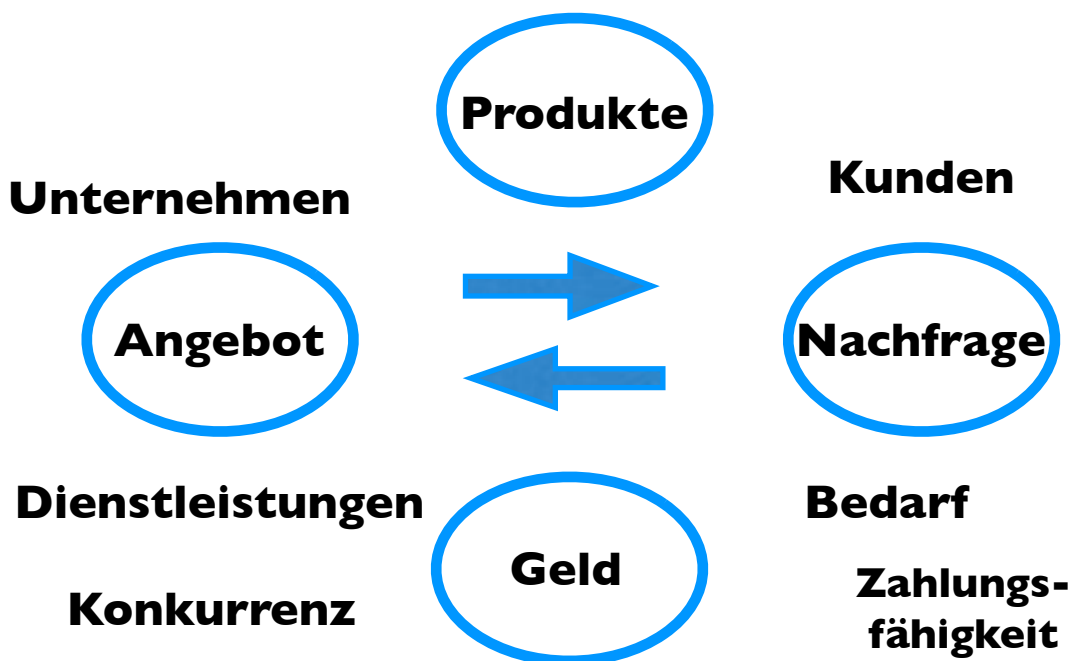 Produkte
Unternehmen
Kunden
Angebot
Nachfrage
Dienstleistungen
Bedarf
Geld
Konkurrenz
Zahlungs-
fähigkeit